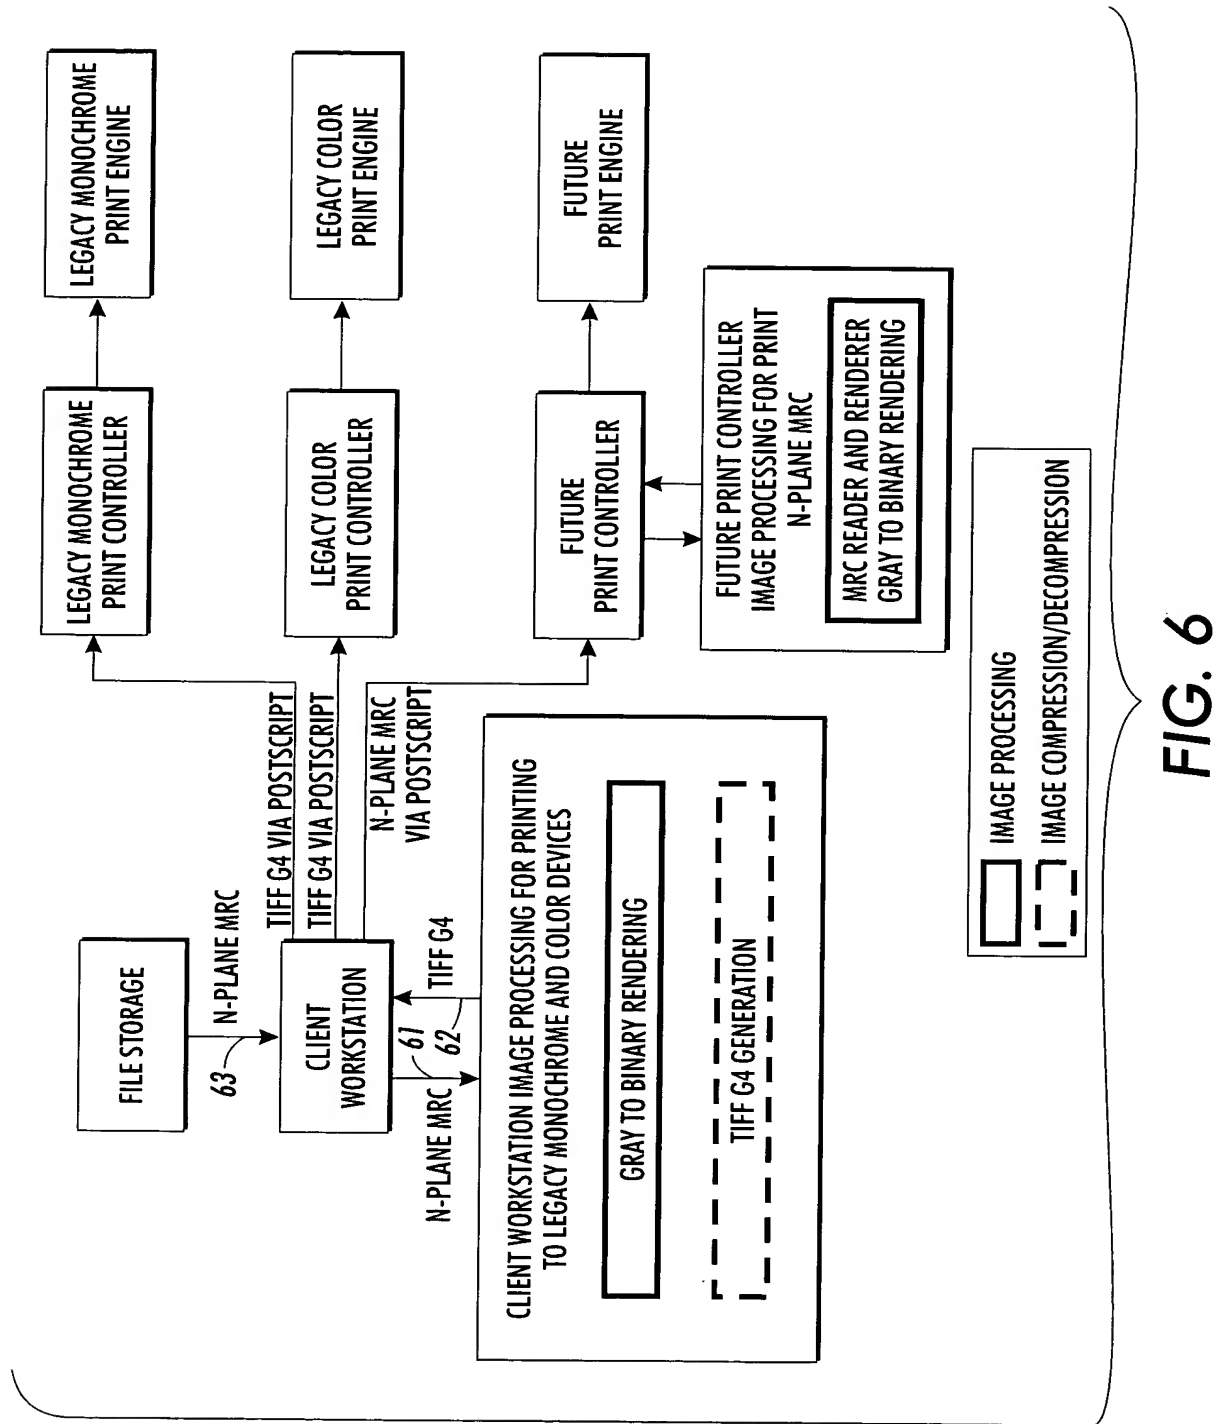 FILE STORAGE
63
N-PLANE MRC
CLIENT
WORKSTATION
TIFF G4 VIA POSTSCRIPT
TIFF G4 VIA POSTSCRIPT
N-PLANE MRC
VIA POSTSCRIPT
LEGACY MONOCHROME
PRINT CONTROLLER
LEGACY MONOCHROME
PRINT ENGINE
LEGACY COLOR
PRINT CONTROLLER
LEGACY COLOR
PRINT ENGINE
FUTURE
PRINT CONTROLLER
FUTURE
PRINT ENGINE
N-PLANE MRC
61
62
TIFF G4
CLIENT WORKSTATION IMAGE PROCESSING FOR PRINTING
TO LEGACY MONOCHROME AND COLOR DEVICES
GRAY TO BINARY RENDERING
TIFF G4 GENERATION
FUTURE PRINT CONTROLLER
IMAGE PROCESSING FOR PRINT
N-PLANE MRC
MRC READER AND RENDERER
GRAY TO BINARY RENDERING
IMAGE PROCESSING
IMAGE COMPRESSION/DECOMPRESSION
FIG. 6